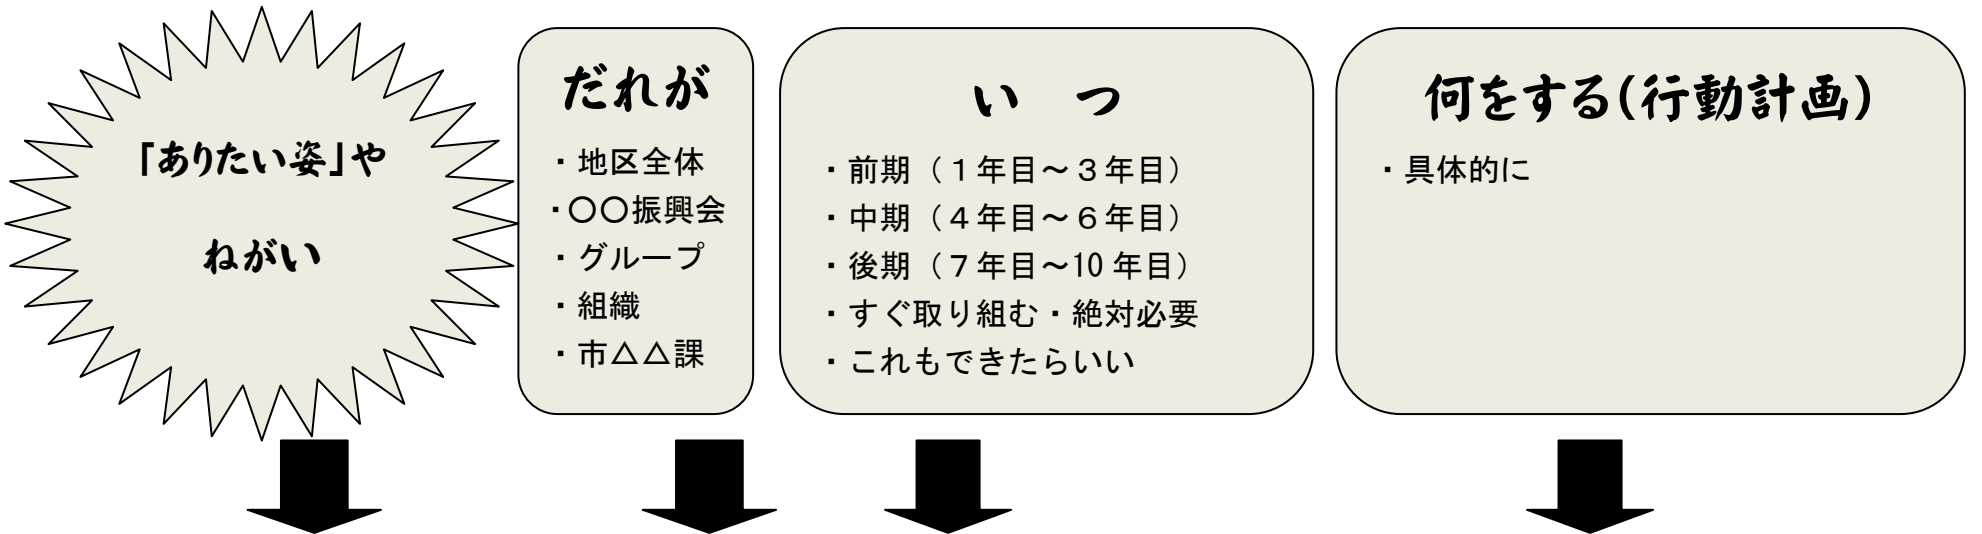 「ありたい姿」や
ねがい
だれが
・地区全体
・〇〇振興会
・グループ
・組織
・市△△課
い　つ
・前期（１年目～３年目）
・中期（４年目～６年目）
・後期（７年目～10年目）
・すぐ取り組む・絶対必要
・これもできたらいい
何をする(行動計画)
・具体的に